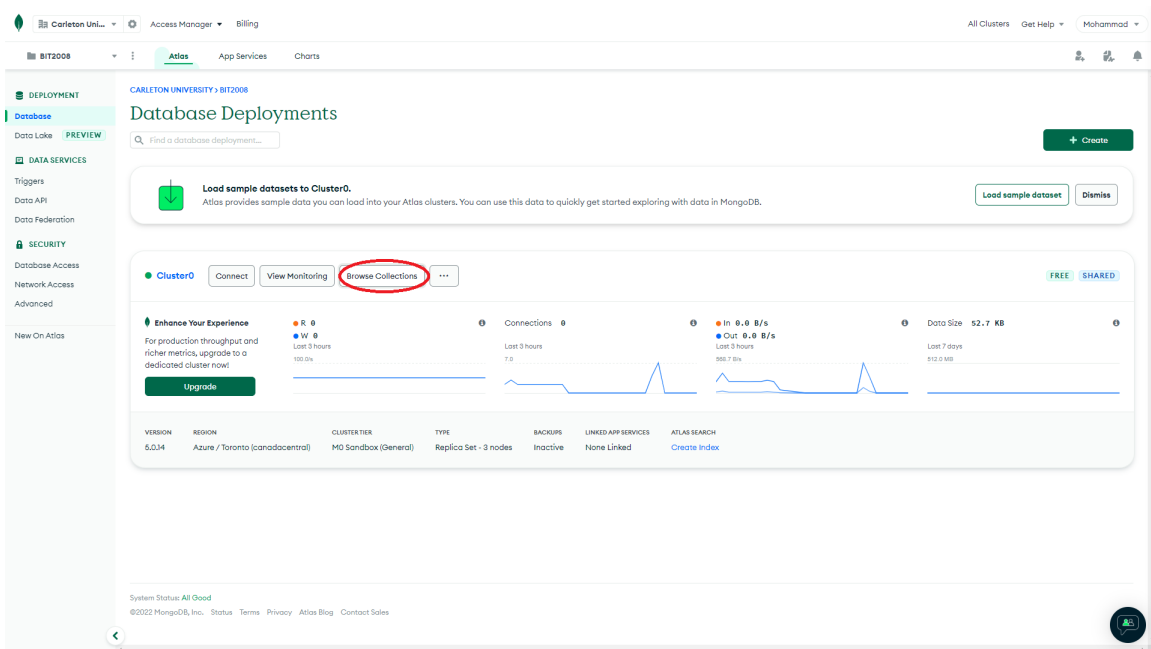 Carleton Uni... Access Manager Billing All Clusters Get Help Mohammad
BIT2008 Atlas App Services Charts
DEPLOYMENT
Database
Data Lake PREVIEW
DATA SERVICES
Triggers
Data API
Data Federation
SECURITY
Database Access
Network Access
Advanced
New On Atlas
CARLETON UNIVERSITY > BIT2008
Database Deployments
Find a database deployment...
+ Create
Load sample datasets to Cluster0.
Atlas provides sample data you can load into your Atlas clusters. You can use this data to quickly get started exploring with data in MongoDB.
Load sample dataset Dismiss
Cluster0 Connect View Monitoring Browse Collections ... FREE SHARED
Enhance Your Experience
For production throughput and
richer metrics, upgrade to a
dedicated cluster now!
Upgrade
R 0
W 0
Last 3 hours
100.0/s
Connections 0
Last 3 hours
7.0
In 0.0 B/s
Out 0.0 B/s
Last 3 hours
568.7 B/s
Data Size 52.7 KB
Last 7 days
512.0 MB
VERSION REGION CLUSTER TIER TYPE BACKUPS LINKED APP SERVICES ATLAS SEARCH
5.0.14 Azure / Toronto (canadacentral) M0 Sandbox (General) Replica Set - 3 nodes Inactive None Linked Create Index
System Status: All Good
©2022 MongoDB, Inc. Status Terms Privacy Atlas Blog Contact Sales